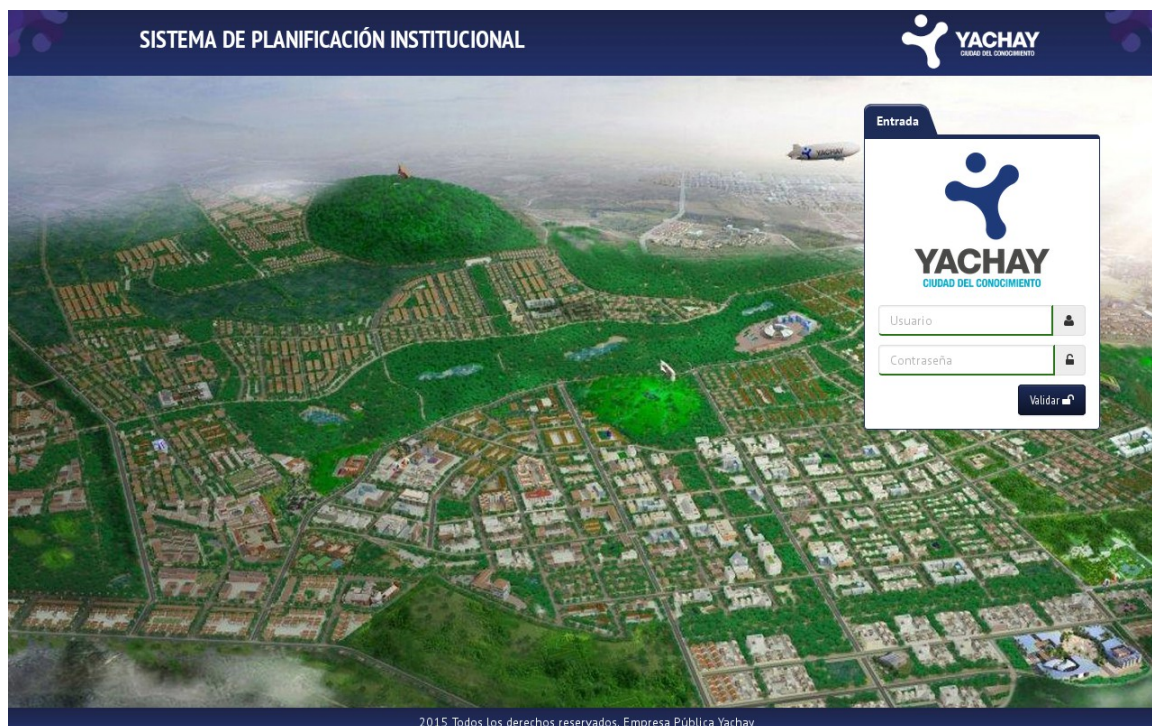 SISTEMA DE PLANIFICACIÓN INSTITUCIONAL
YACHAY
CIUDAD DEL CONOCIMIENTO
Entrada
YACHAY
YACHAY
CIUDAD DEL CONOCIMIENTO
Usuario
Contraseña
Validar
2015 Todos los derechos reservados. Empresa Pública Yachay